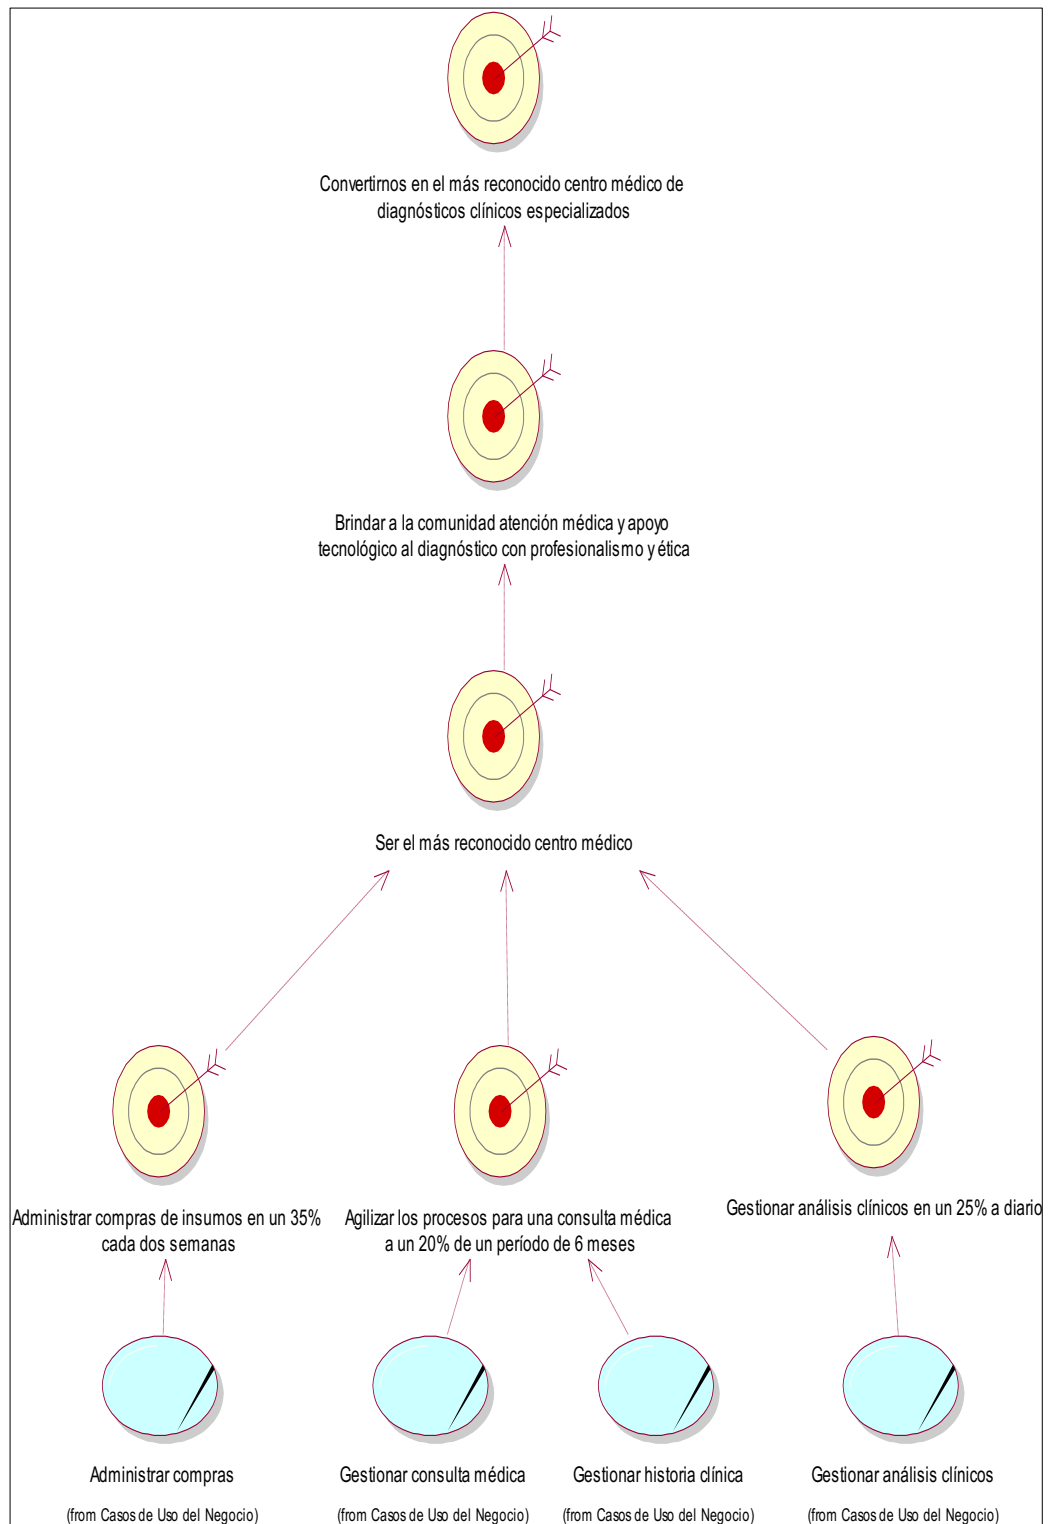 Convertirnos en el más reconocido centro médico de
diagnósticos clínicos especializados
Brindar a la comunidad atención médica y apoyo
tecnológico al diagnóstico con profesionalismo y ética
Ser el más reconocido centro médico
Administrar compras de insumos en un 35%
cada dos semanas
Agilizar los procesos para una consulta médica
a un 20% de un período de 6 meses
Gestionar análisis clínicos en un 25% a diario
Administrar compras
(from Casos de Uso del Negocio)
Gestionar consulta médica
(from Casos de Uso del Negocio)
Gestionar historia clínica
(from Casos de Uso del Negocio)
Gestionar análisis clínicos
(from Casos de Uso del Negocio)